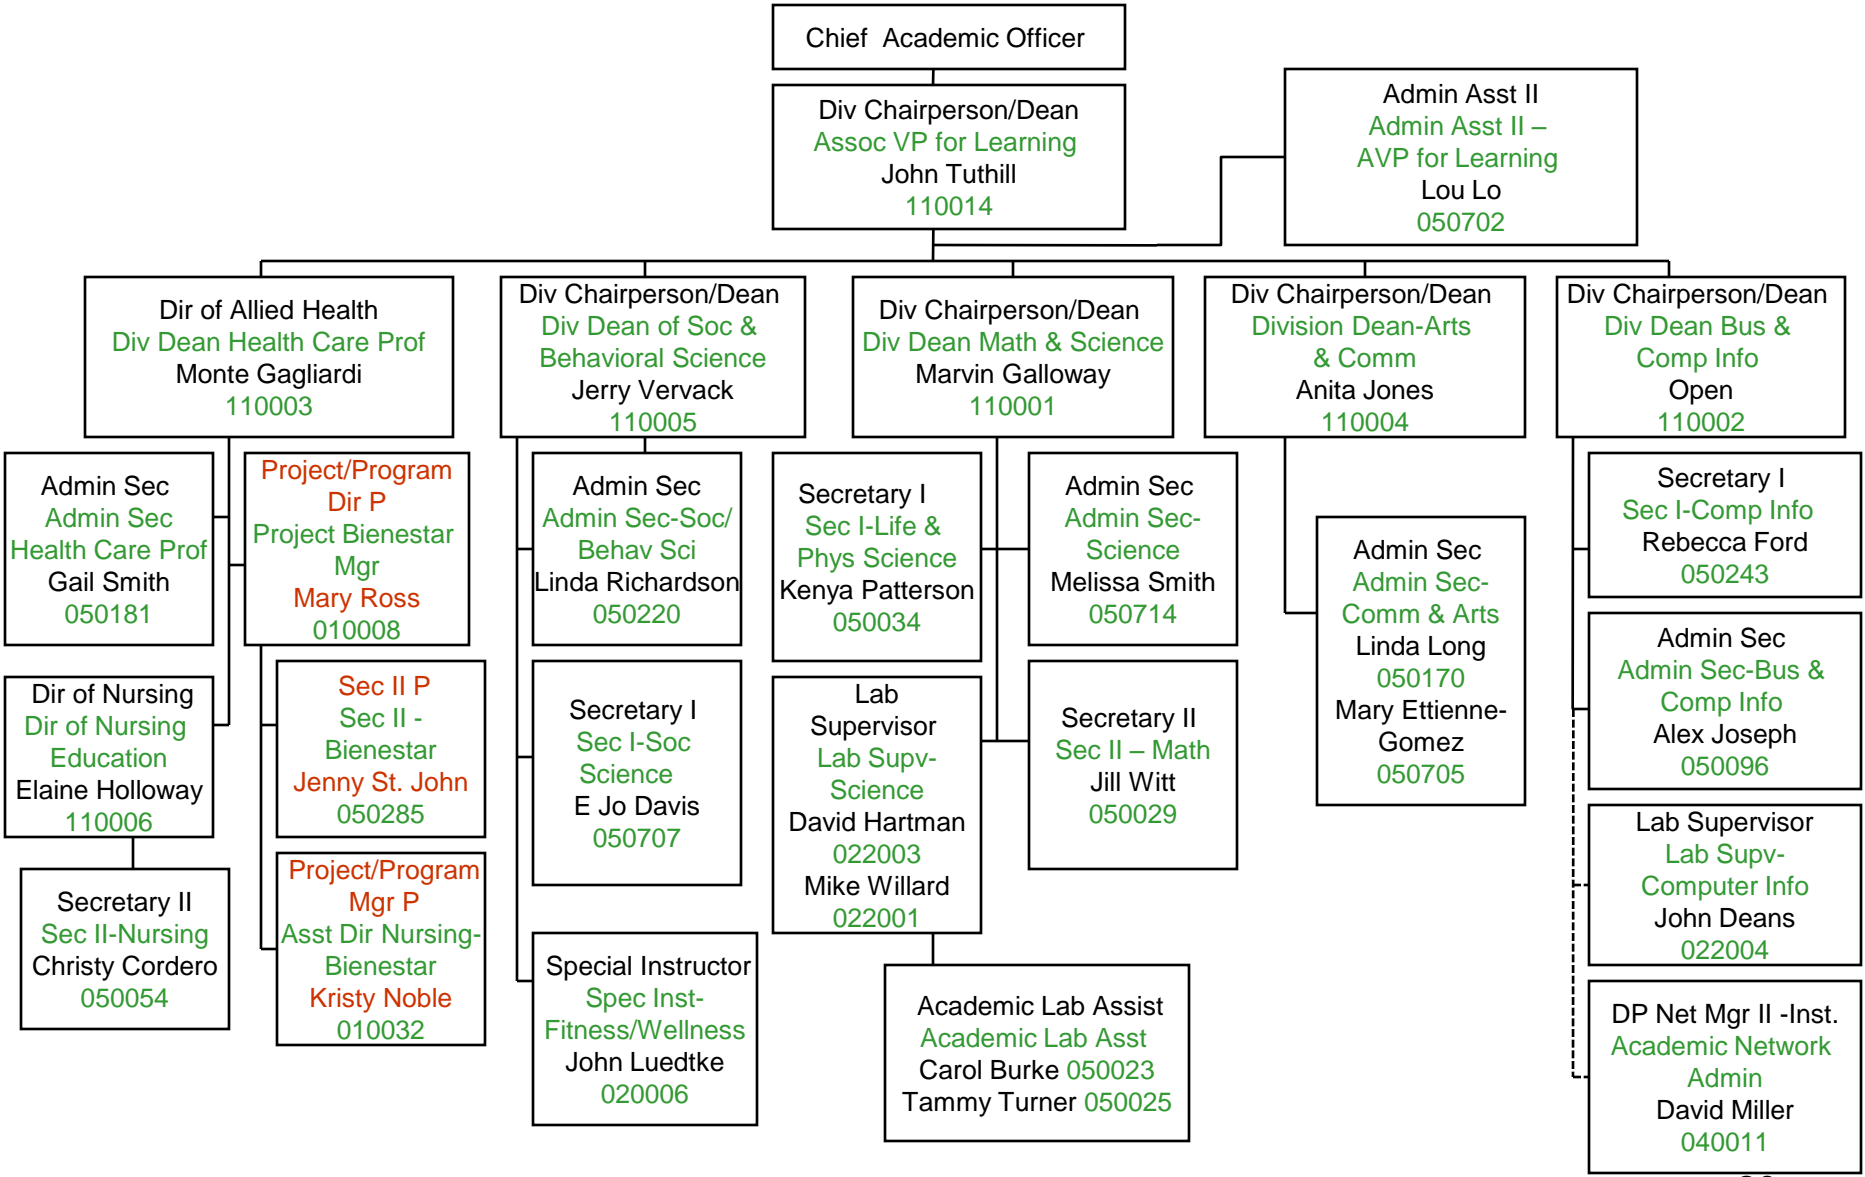 Chief  Academic Officer
Div Chairperson/Dean
Assoc VP for Learning
John Tuthill
110014
Admin Asst II
Admin Asst II –
AVP for Learning
Lou Lo
050702
Dir of Allied Health
Div Dean Health Care Prof
Monte Gagliardi
110003
Div Chairperson/Dean
Div Dean of Soc &
Behavioral Science
Jerry Vervack
110005
Div Chairperson/Dean
Div Dean Math & Science
Marvin Galloway
110001
Div Chairperson/Dean
Division Dean-Arts
& Comm
Anita Jones
110004
Div Chairperson/Dean
Div Dean Bus &
Comp Info
Open
110002
Admin Sec
Admin Sec
Health Care Prof
Gail Smith
050181
Project/Program
Dir P
Project Bienestar
Mgr
Mary Ross
010008
Dir of Nursing
Dir of Nursing
Education
Elaine Holloway
110006
Sec II P
Sec II -
Bienestar
Jenny St. John
050285
Secretary II
Sec II-Nursing
Christy Cordero
050054
Project/Program
Mgr P
Asst Dir Nursing-
Bienestar
Kristy Noble
010032
Admin Sec
Admin Sec-Soc/
Behav Sci
Linda Richardson
050220
Secretary I
Sec I-Soc
Science
E Jo Davis
050707
Special Instructor
Spec Inst-
Fitness/Wellness
John Luedtke
020006
Secretary I
Sec I-Life &
Phys Science
Kenya Patterson
050034
Admin Sec
Admin Sec-
Science
Melissa Smith
050714
Lab
Supervisor
Lab Supv-
Science
David Hartman
022003
Mike Willard
022001
Secretary II
Sec II – Math
Jill Witt
050029
Academic Lab Assist
Academic Lab Asst
Carol Burke 050023
Tammy Turner 050025
Admin Sec
Admin Sec-
Comm & Arts
Linda Long
050170
Mary Ettienne-
Gomez
050705
Secretary I
Sec I-Comp Info
Rebecca Ford
050243
Admin Sec
Admin Sec-Bus &
Comp Info
Alex Joseph
050096
Lab Supervisor
Lab Supv-
Computer Info
John Deans
022004
DP Net Mgr II -Inst.
Academic Network
Admin
David Miller
040011